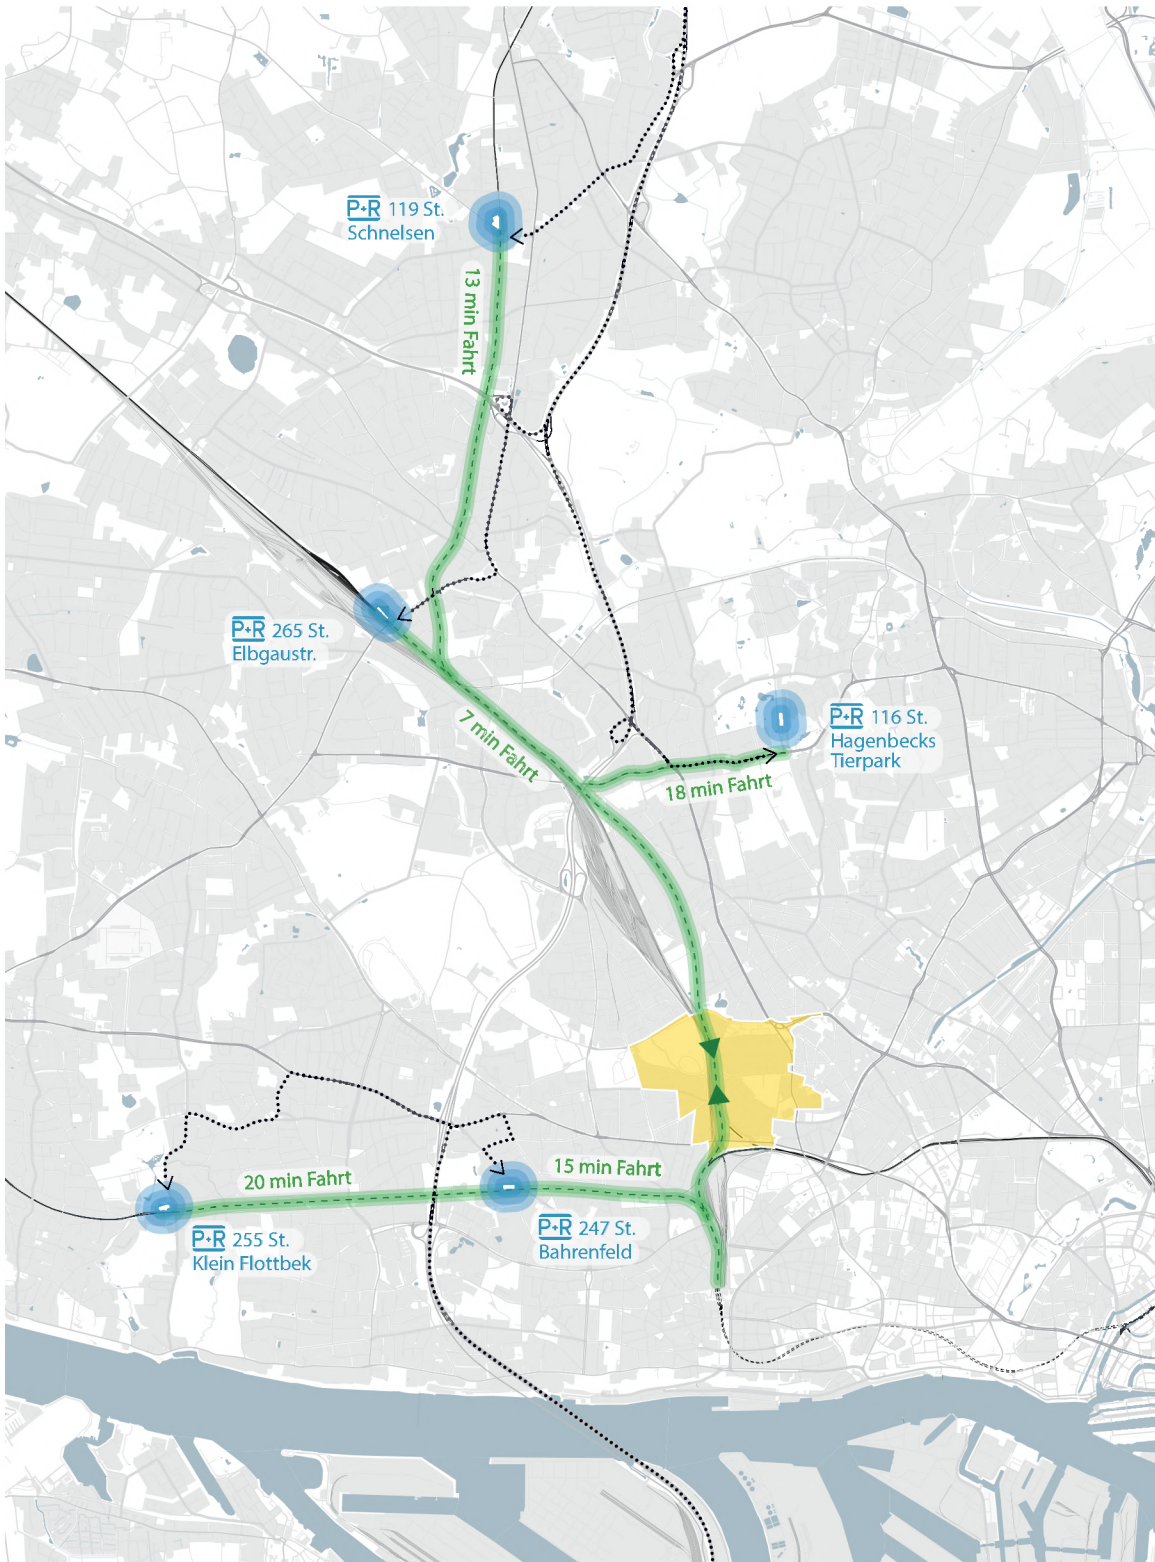 P+R 119 St.
Schnelsen
13 min Fahrt
P+R 265 St.
Elbgaustr.
7 min Fahrt
P+R 116 St.
Hagenbecks
Tierpark
18 min Fahrt
20 min Fahrt
15 min Fahrt
P+R 255 St.
Klein Flottbek
P+R 247 St.
Bahrenfeld